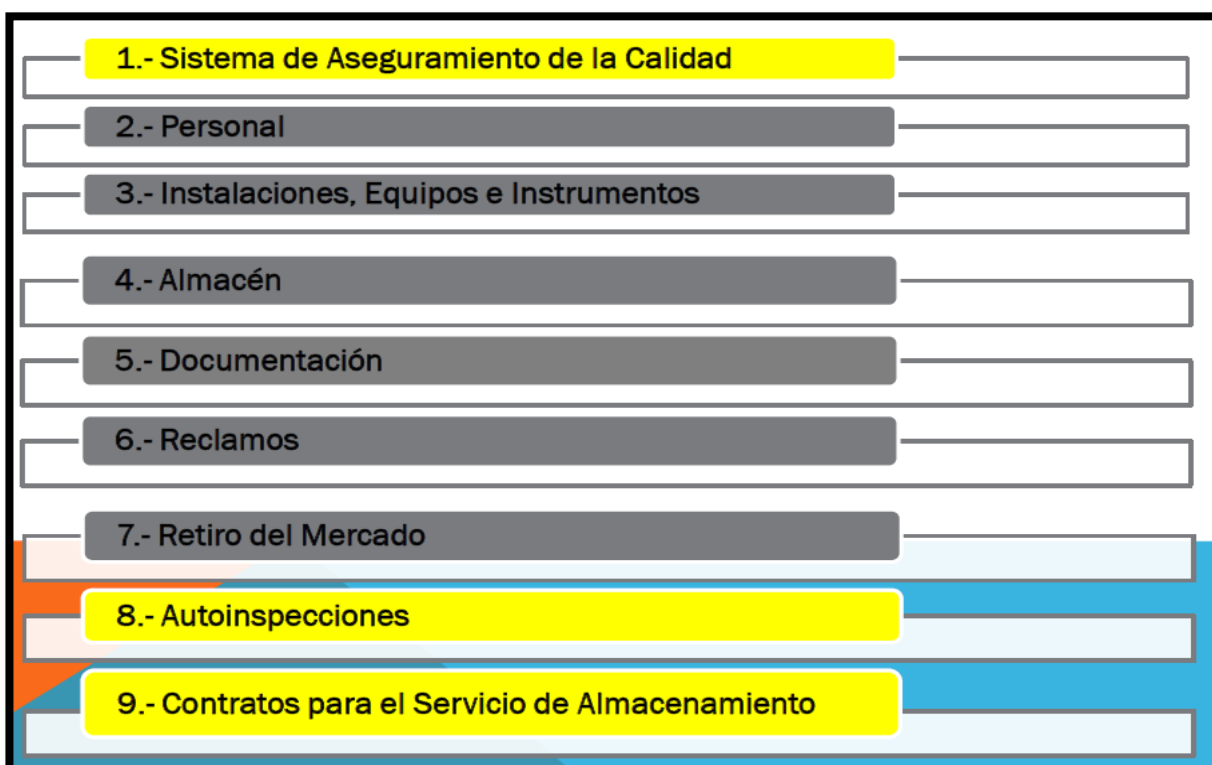 1.- Sistema de Aseguramiento de la Calidad
2.- Personal
3.- Instalaciones, Equipos e Instrumentos
4.- Almacén
5.- Documentación
6.- Reclamos
7.- Retiro del Mercado
8.- Autoinspecciones
9.- Contratos para el Servicio de Almacenamiento